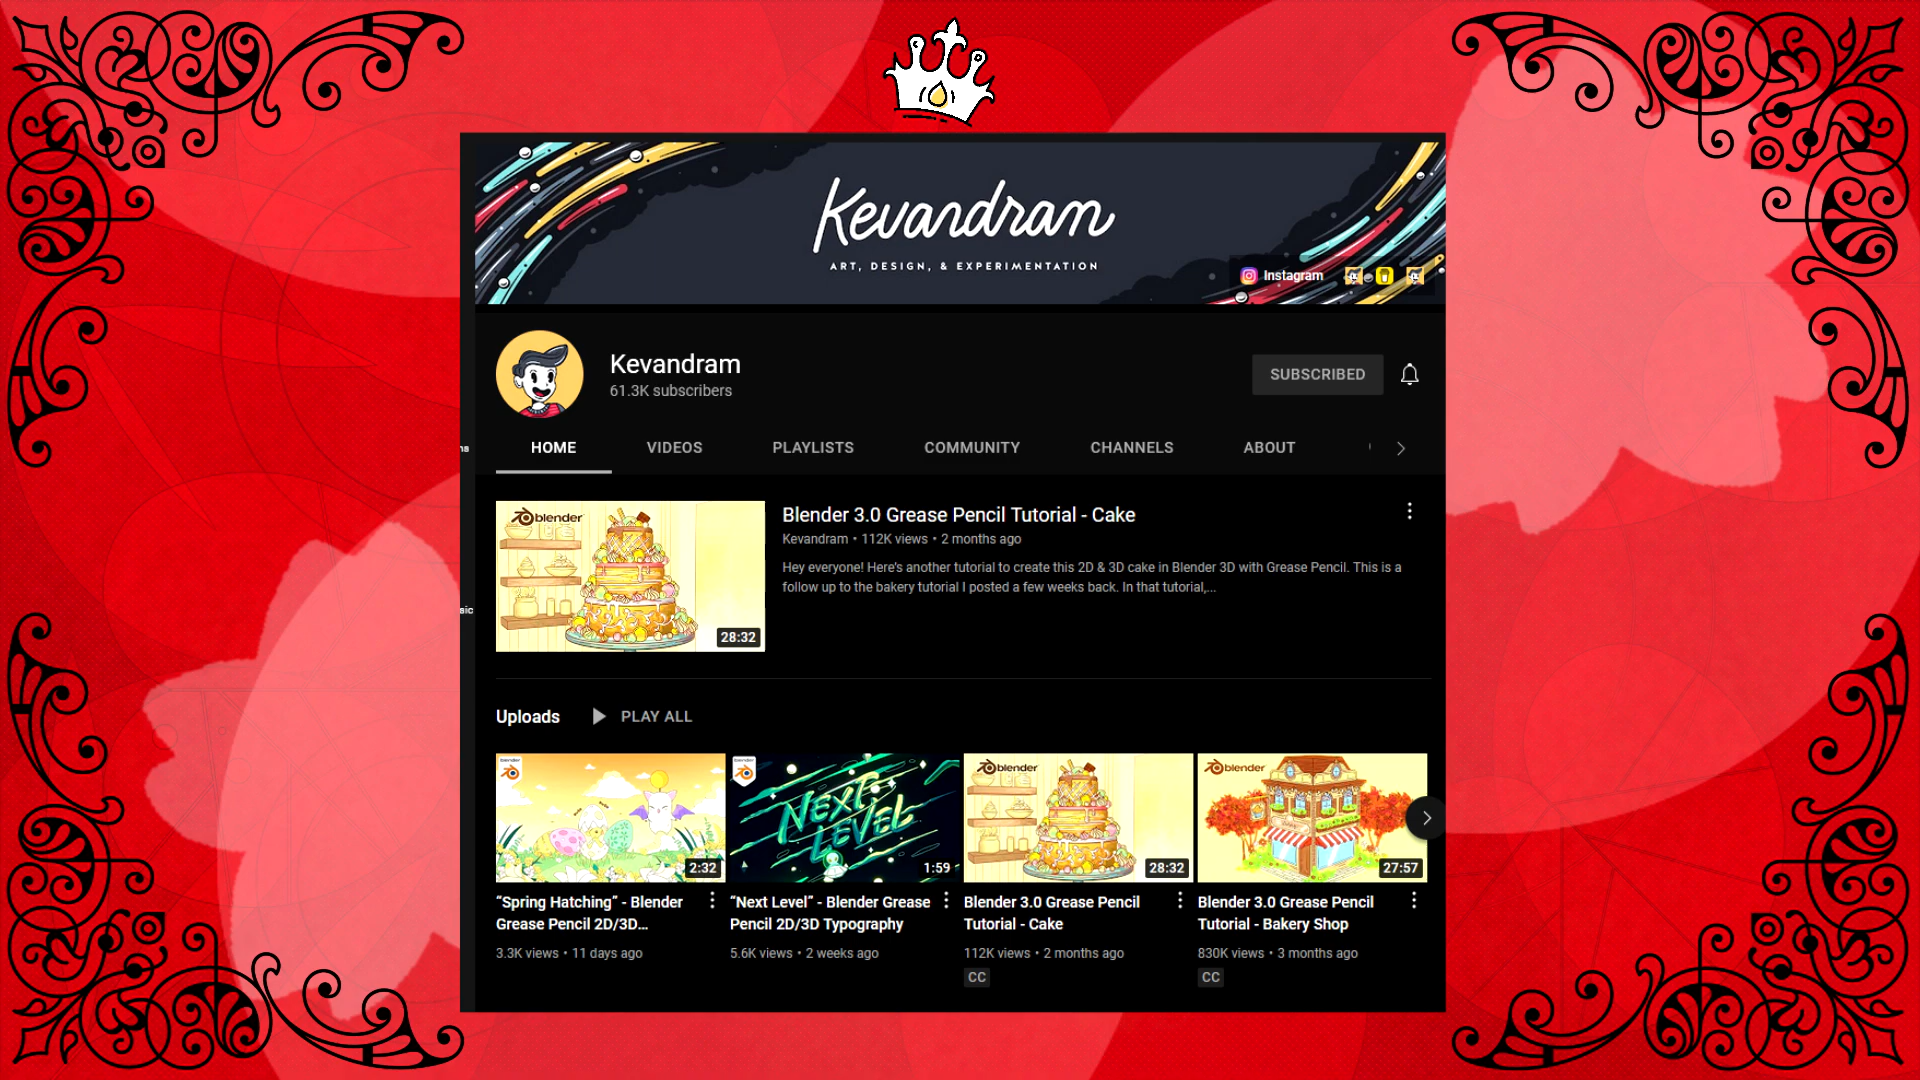 Kevandram
ART, DESIGN, & EXPERIMENTATION
Instagram
Kevandram
61.3K subscribers
SUBSCRIBED
HOME VIDEOS PLAYLISTS COMMUNITY CHANNELS ABOUT
blender
28:32
Blender 3.0 Grease Pencil Tutorial - Cake
Kevandram • 112K views • 2 months ago
Hey everyone! Here's another tutorial to create this 2D & 3D cake in Blender 3D with Grease Pencil. This is a
follow up to the bakery tutorial I posted a few weeks back. In that tutorial,...
sic
Uploads PLAY ALL
blender
2:32
“Spring Hatching” - Blender
Grease Pencil 2D/3D...
3.3K views • 11 days ago
blender
NEXT
LEVEL
1:59
“Next Level” - Blender Grease
Pencil 2D/3D Typography
5.6K views • 2 weeks ago
blender
28:32
Blender 3.0 Grease Pencil
Tutorial - Cake
112K views • 2 months ago
CC
blender
27:57
Blender 3.0 Grease Pencil
Tutorial - Bakery Shop
830K views • 3 months ago
CC